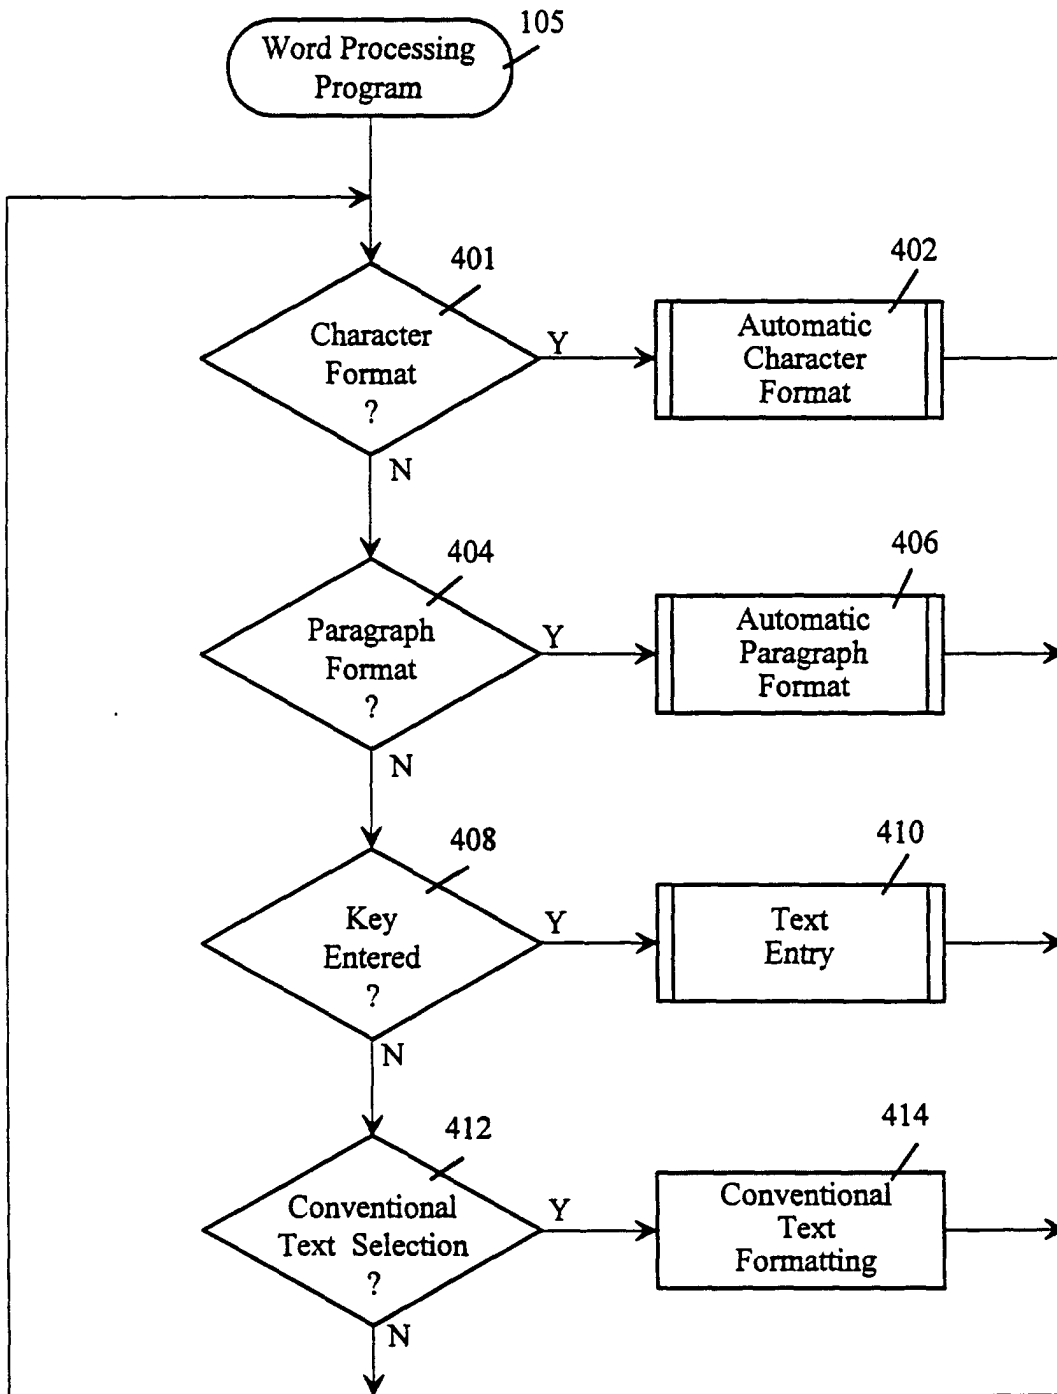 105
Word Processing
Program
401
Character
Format
?
Y
402
Automatic
Character
Format
N
404
Paragraph
Format
?
Y
406
Automatic
Paragraph
Format
N
408
Key
Entered
?
Y
410
Text
Entry
N
412
Conventional
Text Selection
?
Y
414
Conventional
Text
Formatting
N